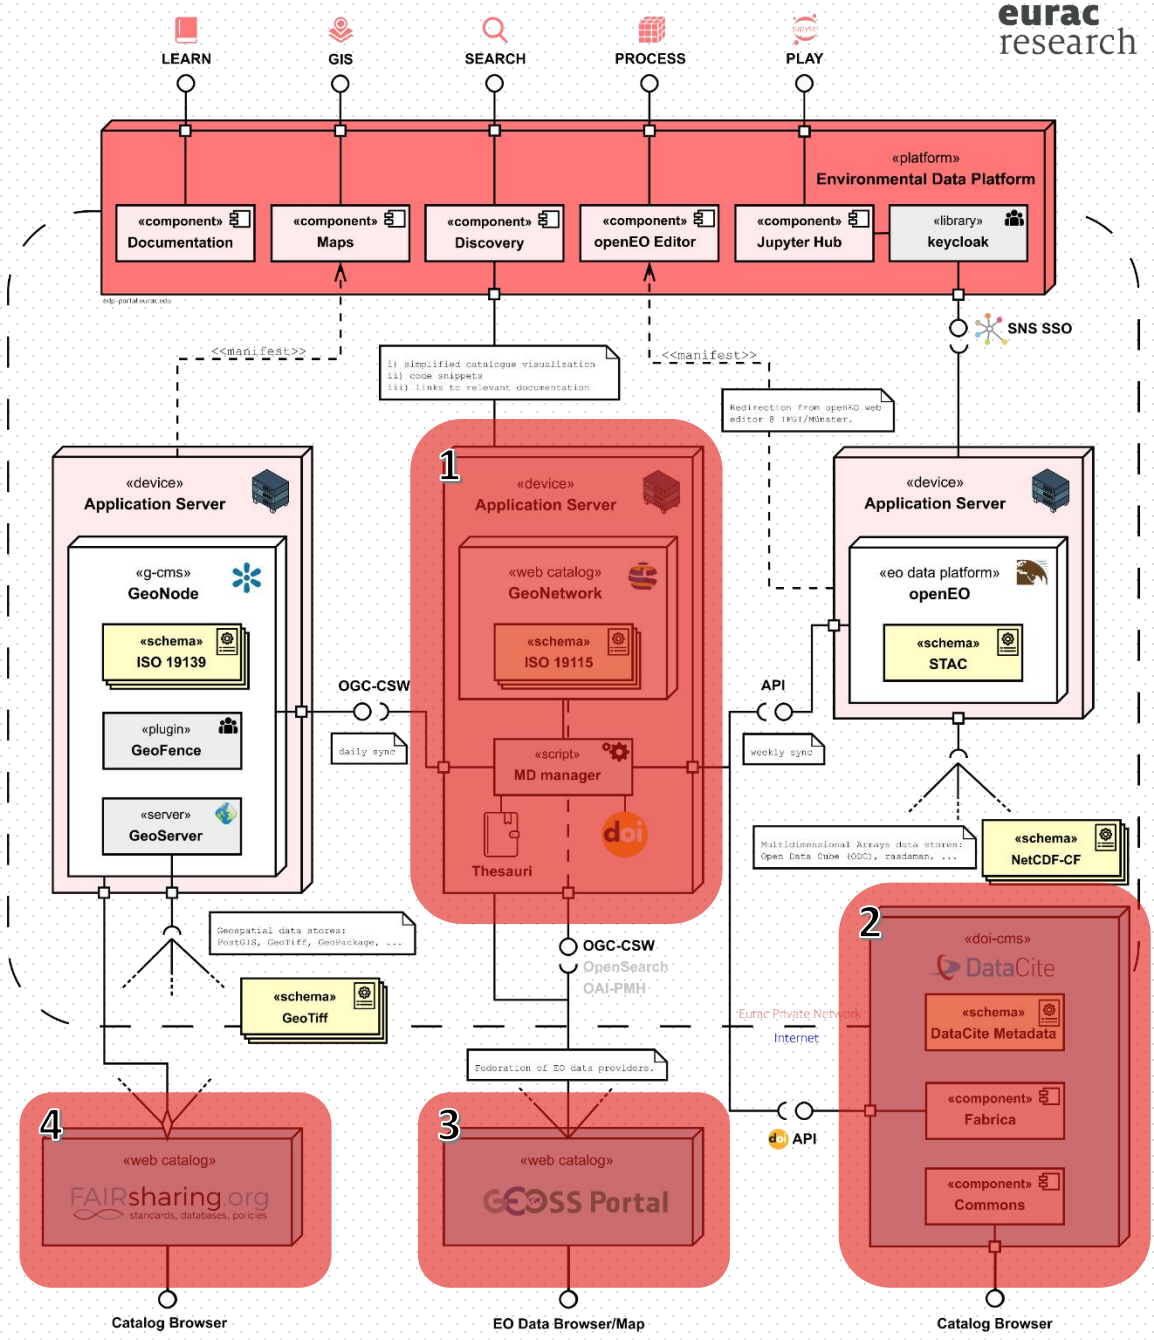 eurac
research
LEARN
GIS
SEARCH
PROCESS
jupyter
PLAY
«platform»
Environmental Data Platform
«component»
Documentation
«component»
Maps
«component»
Discovery
«component»
openEO Editor
«component»
Jupyter Hub
«library»
keycloak
edp-portal.eurac.edu
SNS SSO
<<manifest>>
i) simplified catalogue visualization
ii) code snippets
iii) links to relevant documentation
<<manifest>>
Redirection from openEO web
editor @ IFGI/Münster.
«device»
Application Server
«g-cms»
GeoNode
«schema»
ISO 19139
«plugin»
GeoFence
«server»
GeoServer
OGC-CSW
daily sync
1
«device»
Application Server
«web catalog»
GeoNetwork
«schema»
ISO 19115
«script»
MD manager
Thesauri
doi
API
weekly sync
«device»
Application Server
«eo data platform»
openEO
«schema»
STAC
Multidimensional Arrays data stores:
Open Data Cube (ODC), rasdaman, ...
«schema»
NetCDF-CF
Geospatial data stores:
PostGIS, GeoTiff, GeoPackage, ...
«schema»
GeoTiff
OGC-CSW
OpenSearch
OAI-PMH
Eurac Private Network
Internet
Federation of EO data providers.
2
«doi-cms»
DataCite
«schema»
DataCite Metadata
«component»
Fabrica
«component»
Commons
doi API
4
«web catalog»
FAIRsharing.org
standards, databases, policies
3
«web catalog»
GEOSS Portal
Catalog Browser
EO Data Browser/Map
Catalog Browser